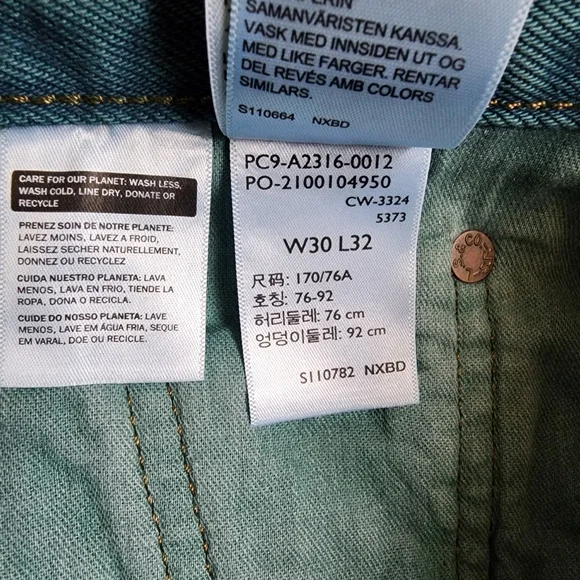 SAMANVÄRISTEN KANSSA.
VASK MED INNSIDEN UT OG
MED LIKE FARGER. RENTAR
DEL REVÉS AMB COLORS
SIMILARS.
S110664 NXBD
CARE FOR OUR PLANET: WASH LESS,
WASH COLD, LINE DRY, DONATE OR
RECYCLE
PRENEZ SOIN DE NOTRE PLANETE:
LAVEZ MOINS, LAVEZ A FROID,
LAISSEZ SECHER NATURELLEMENT,
DONNEZ OU RECYCLEZ
CUIDA NUESTRO PLANETA: LAVA
MENOS, LAVA EN FRIO, TIENDE LA
ROPA, DONA O RECICLA.
CUIDE DO NOSSO PLANETA: LAVE
MENOS, LAVE EM ÁGUA FRIA, SEQUE
EM VARAL, DOE OU RECICLE.
PC9-A2316-0012
PO-2100104950
CW-3324
5373
W30 L32
尺码: 170/76A
호칭: 76-92
허리둘레: 76 cm
엉덩이둘레: 92 cm
S110782 NXBD